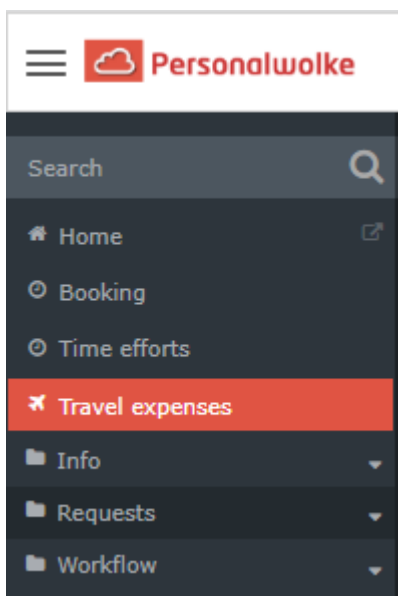 Personalwolke
Search
Home
Booking
Time efforts
Travel expenses
Info
Requests
Workflow